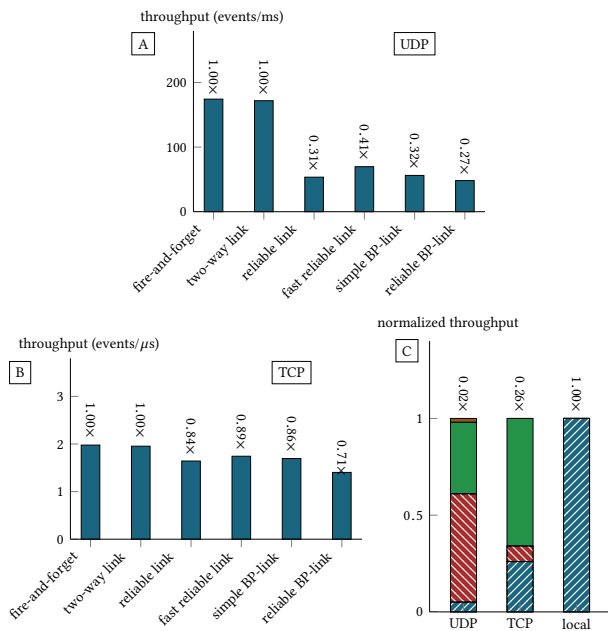 throughput (events/ms)
A
UDP
200
100
0
1.00×
1.00×
0.31×
0.41×
0.32×
0.27×
fire-and-forget
two-way link
reliable link
fast reliable link
simple BP-link
reliable BP-link
throughput (events/μs)
B
TCP
3
2
1
0
1.00×
1.00×
0.84×
0.89×
0.86×
0.71×
fire-and-forget
two-way link
reliable link
fast reliable link
simple BP-link
reliable BP-link
normalized throughput
C
1
0.5
0
0.02×
0.26×
1.00×
UDP
TCP
local